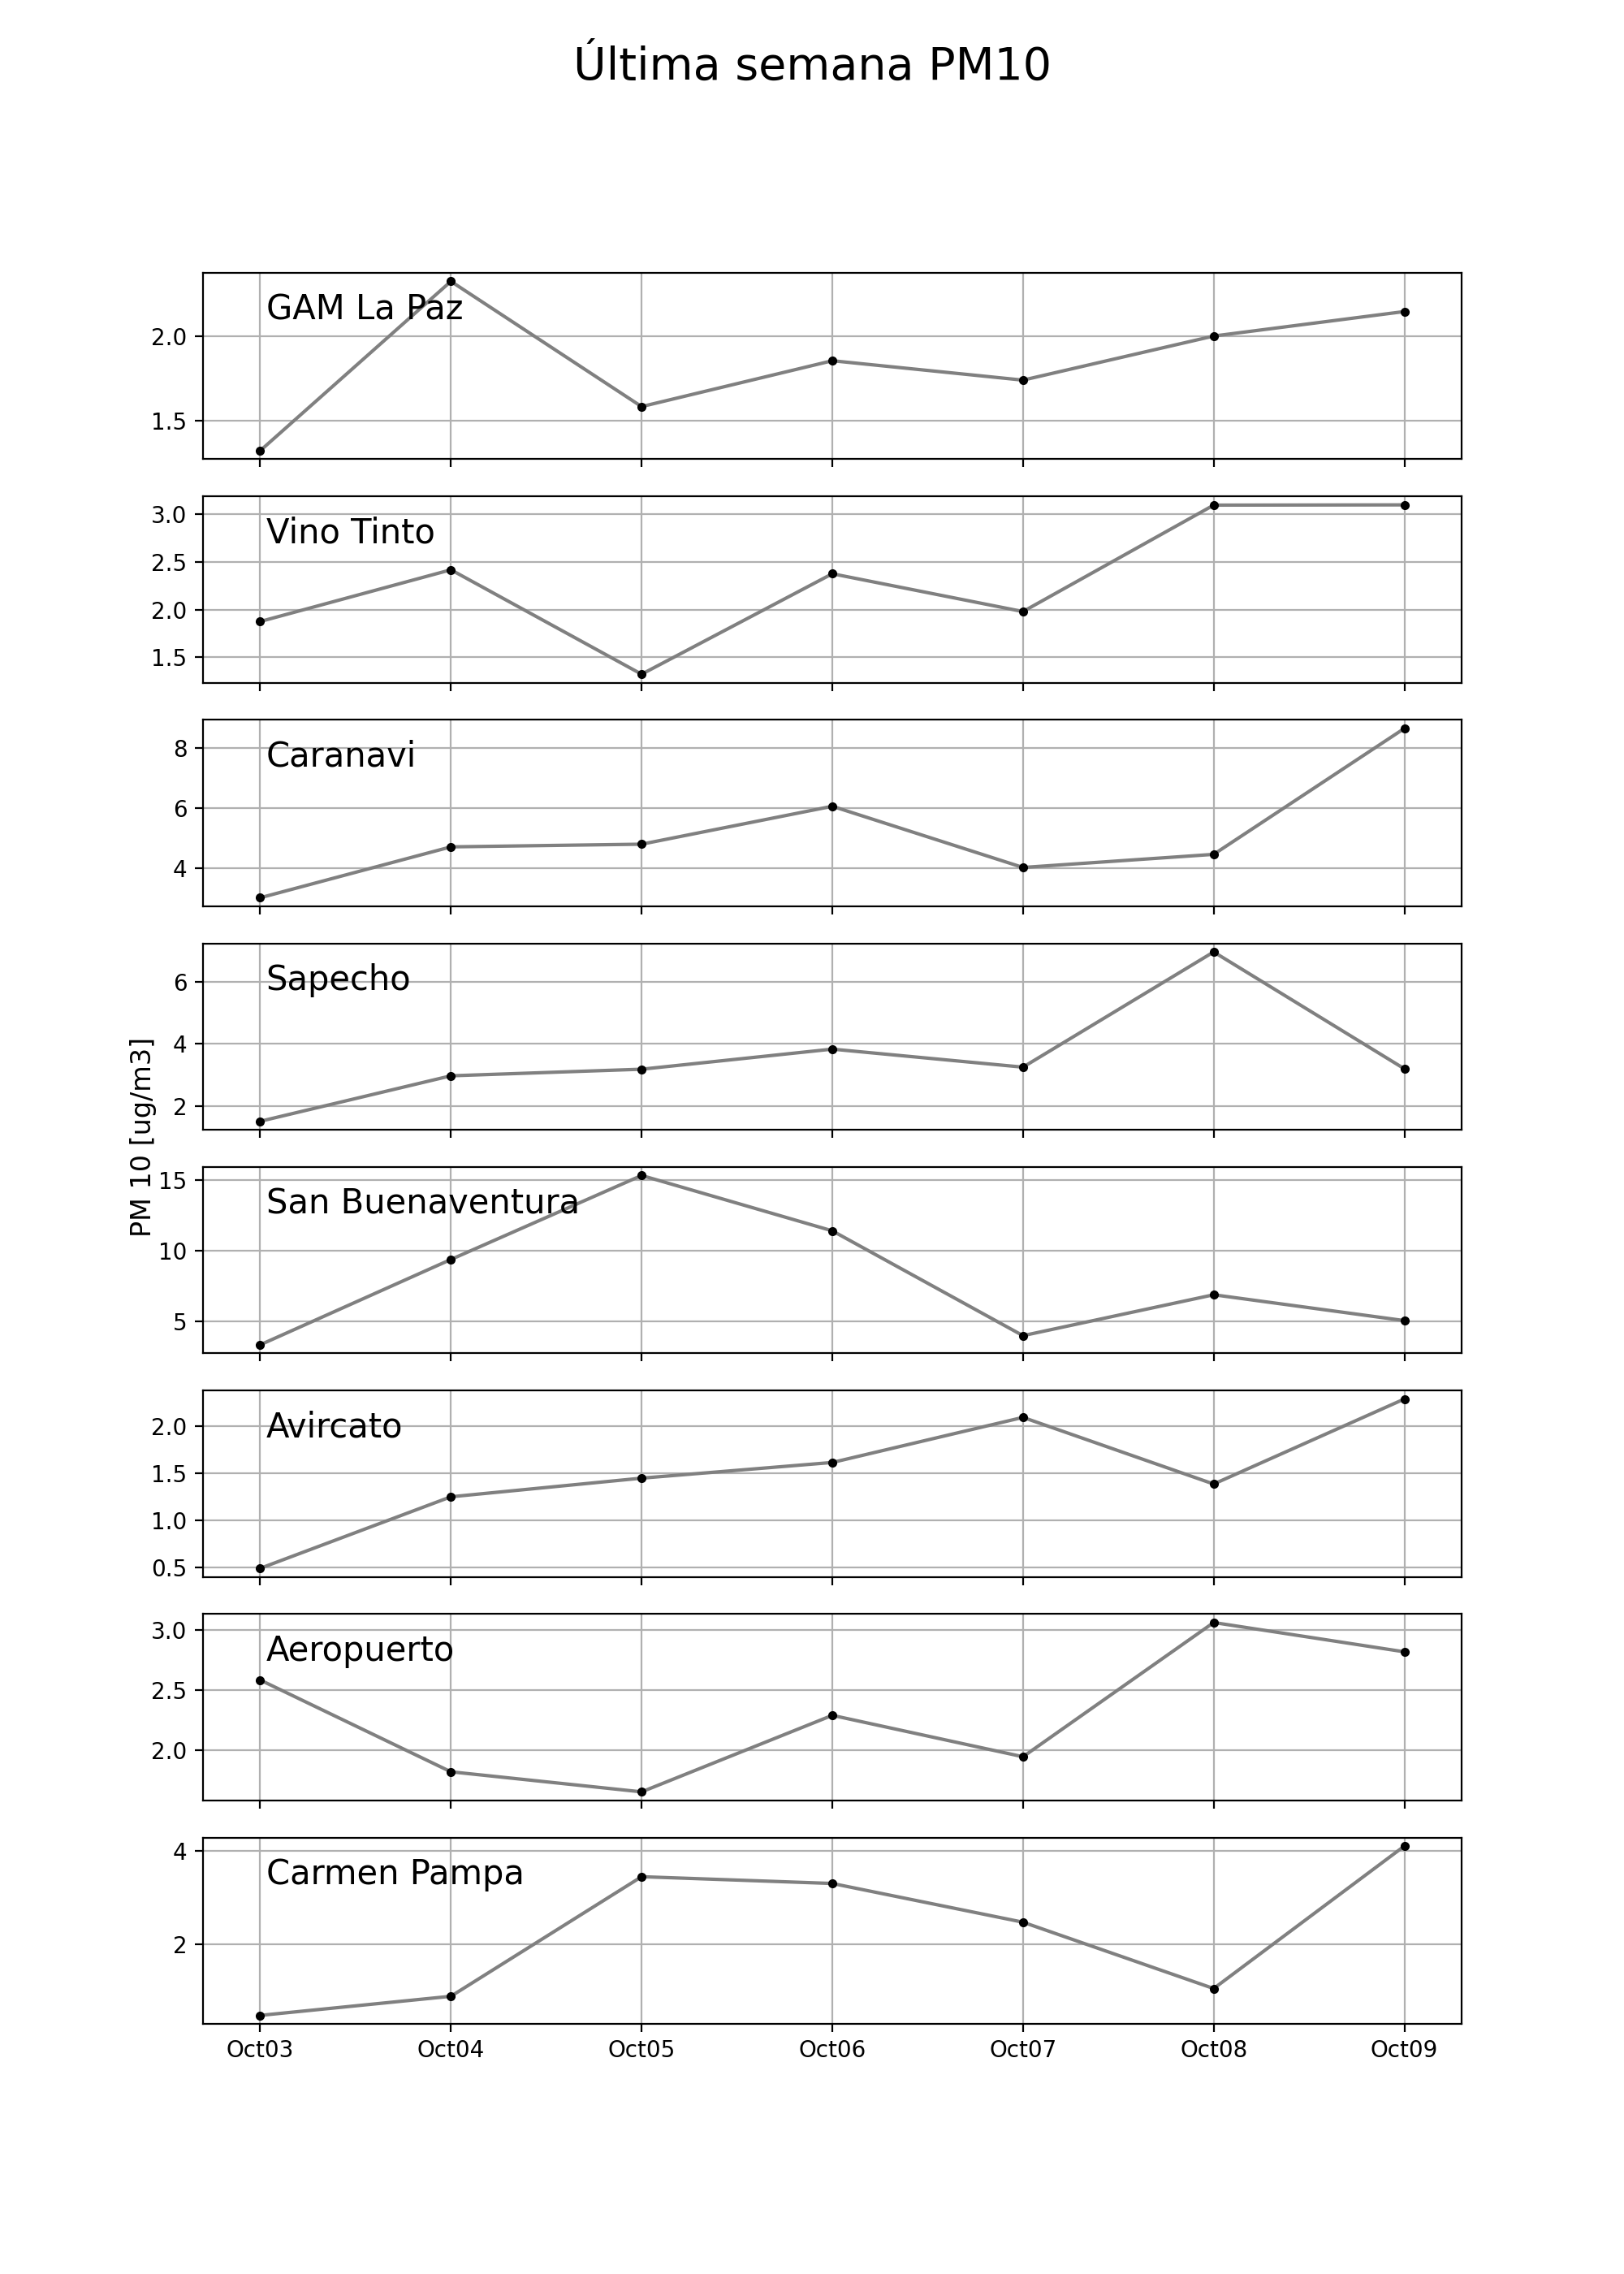 Última semana PM10
GAM La Paz
2.0
1.5
Vino Tinto
3.0
2.5
2.0
1.5
Caranavi
8
6
4
Sapecho
6
4
2
PM 10 [ug/m3]
San Buenaventura
15
10
5
Avircato
2.0
1.5
1.0
0.5
Aeropuerto
3.0
2.5
2.0
Carmen Pampa
4
2
Oct03 Oct04 Oct05 Oct06 Oct07 Oct08 Oct09